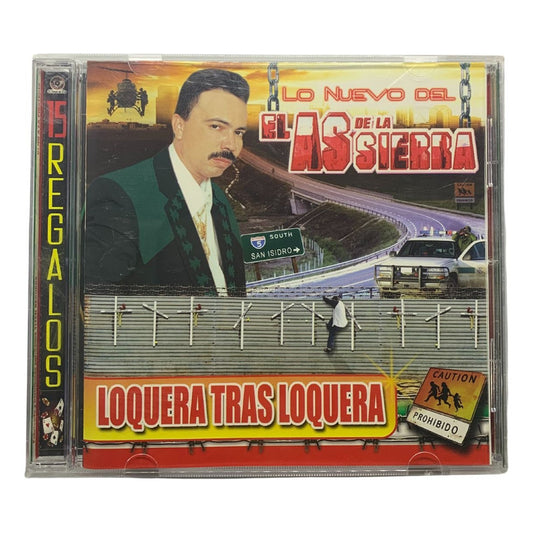 15 REGALOS
LO NUEVO DEL
EL AS DE LA SIERRA
5 SOUTH
SAN ISIDRO →
LOQUERA TRAS LOQUERA
CAUTION
PROHIBIDO